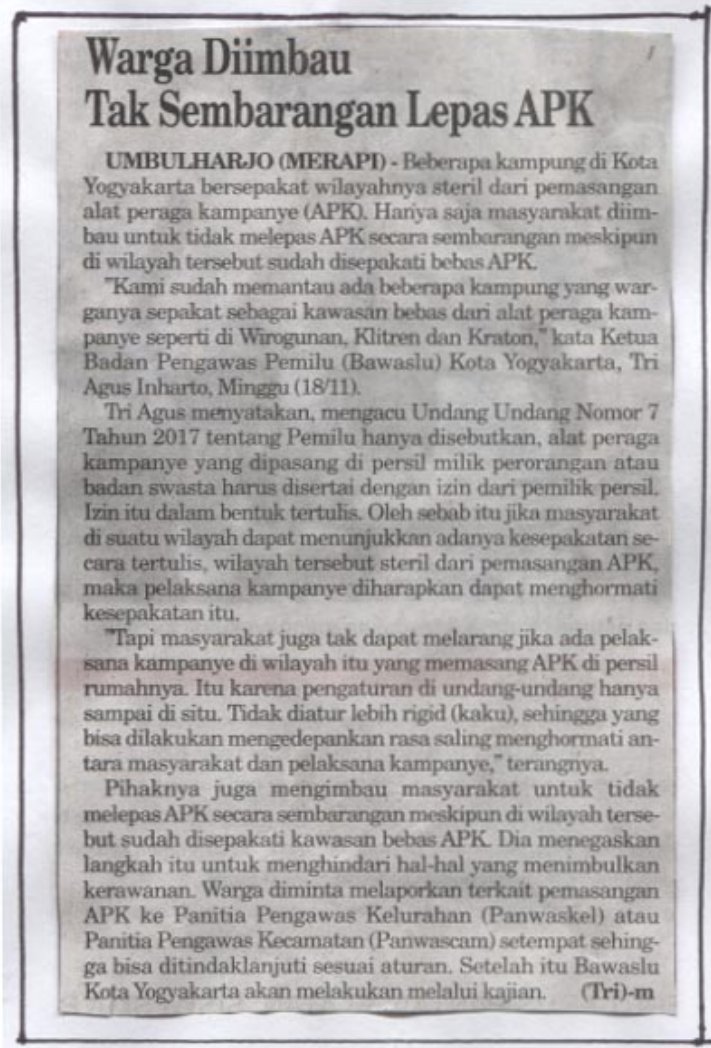 Warga Diimbau
Tak Sembarangan Lepas APK
UMBULHARJO (MERAPI) - Beberapa kampung di Kota
Yogyakarta bersepakat wilayahnya steril dari pemasangan
alat peraga kampanye (APK). Hanya saja masyarakat diim-
bau untuk tidak melepas APK secara sembarangan meskipun
di wilayah tersebut sudah disepakati bebas APK.
"Kami sudah memantau ada beberapa kampung yang war-
ganya sepakat sebagai kawasan bebas dari alat peraga kam-
panye seperti di Wirogunan, Klitren dan Kraton," kata Ketua
Badan Pengawas Pemilu (Bawaslu) Kota Yogyakarta, Tri
Agus Inharto, Minggu (18/11).
Tri Agus menyatakan, mengacu Undang Undang Nomor 7
Tahun 2017 tentang Pemilu hanya disebutkan, alat peraga
kampanye yang dipasang di persil milik perorangan atau
badan swasta harus disertai dengan izin dari pemilik persil.
Izin itu dalam bentuk tertulis. Oleh sebab itu jika masyarakat
di suatu wilayah dapat menunjukkan adanya kesepakatan se-
cara tertulis, wilayah tersebut steril dari pemasangan APK,
maka pelaksana kampanye diharapkan dapat menghormati
kesepakatan itu.
"Tapi masyarakat juga tak dapat melarang jika ada pelak-
sana kampanye di wilayah itu yang memasang APK di persil
rumahnya. Itu karena pengaturan di undang-undang hanya
sampai di situ. Tidak diatur lebih rigid (kaku), sehingga yang
bisa dilakukan mengedepankan rasa saling menghormati an-
tara masyarakat dan pelaksana kampanye," terangnya.
Pihaknya juga mengimbau masyarakat untuk tidak
melepas APK secara sembarangan meskipun di wilayah terse-
but sudah disepakati kawasan bebas APK. Dia menegaskan
langkah itu untuk menghindari hal-hal yang menimbulkan
kerawanan. Warga diminta melaporkan terkait pemasangan
APK ke Panitia Pengawas Kelurahan (Panwaskel) atau
Panitia Pengawas Kecamatan (Panwascam) setempat sehing-
ga bisa ditindaklanjuti sesuai aturan. Setelah itu Bawaslu
Kota Yogyakarta akan melakukan melalui kajian. (Tri)-m